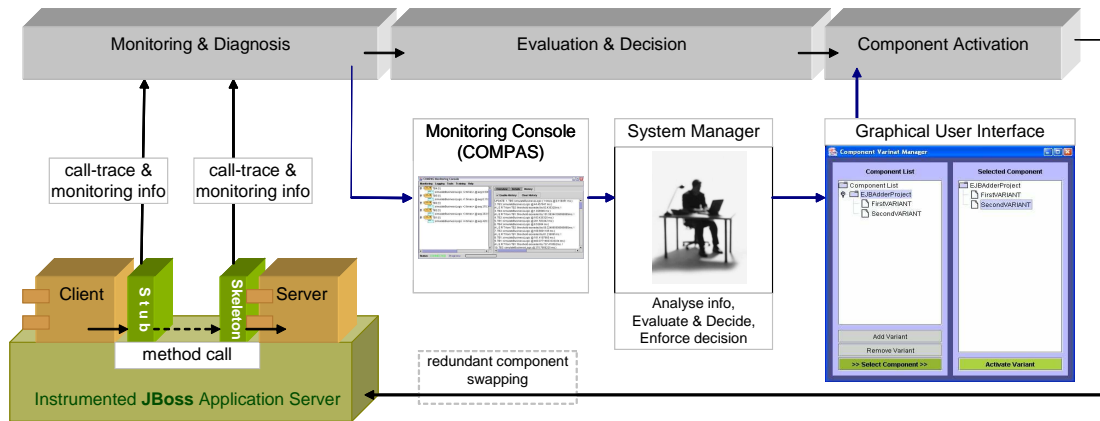 Monitoring & Diagnosis
Evaluation & Decision
Component Activation
call-trace &
monitoring info
call-trace &
monitoring info
Monitoring Console
(COMPAS)
System Manager
Graphical User Interface
Component Varinat Manager
Component List
Component List
EJBAdderProject
FirstVARIANT
SecondVARIANT
Selected Component
EJBAdderProject
FirstVARIANT
SecondVARIANT
Add Variant
Remove Variant
>> Select Component >>
Activate Variant
Analyse info,
Evaluate & Decide,
Enforce decision
Client
Stub
Skeleton
Server
method call
redundant component
swapping
Instrumented JBoss Application Server